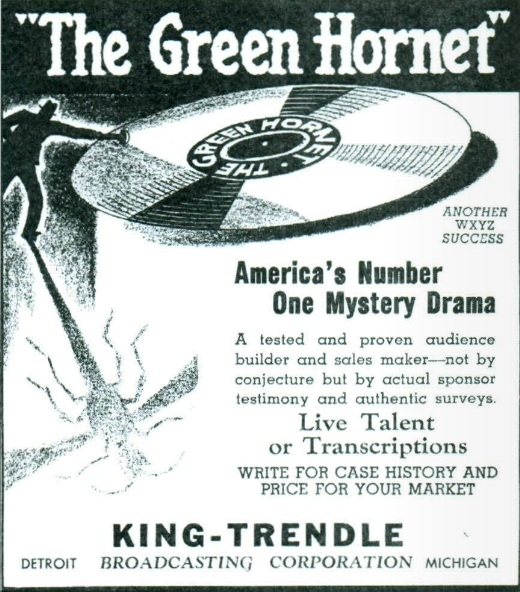 "The Green Hornet"
THE GREEN HORNET
ANOTHER
WXYZ
SUCCESS
America's Number
One Mystery Drama
A tested and proven audience
builder and sales maker—not by
conjecture but by actual sponsor
testimony and authentic surveys.
Live Talent
or Transcriptions
WRITE FOR CASE HISTORY AND
PRICE FOR YOUR MARKET
KING-TRENDLE
DETROIT BROADCASTING CORPORATION MICHIGAN